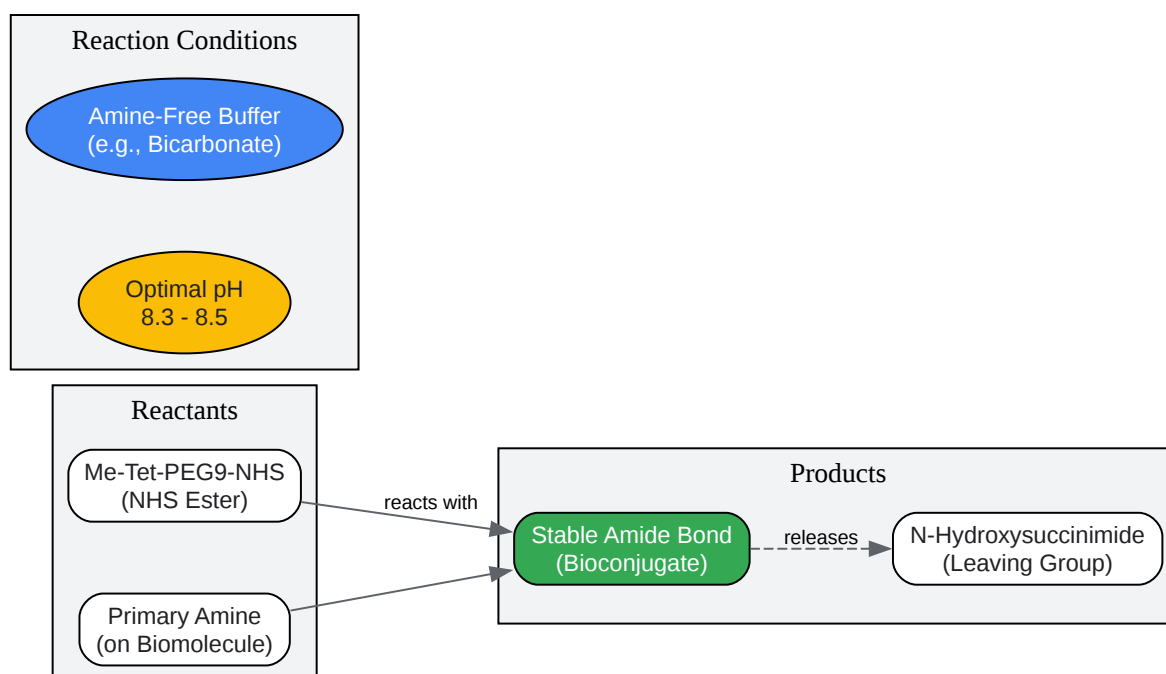 Reaction Conditions
Amine-Free Buffer
(e.g., Bicarbonate)
Optimal pH
8.3 - 8.5
Reactants
Me-Tet-PEG9-NHS
(NHS Ester)
reacts with
Primary Amine
(on Biomolecule)
Products
Stable Amide Bond
(Bioconjugate)
releases
N-Hydroxysuccinimide
(Leaving Group)